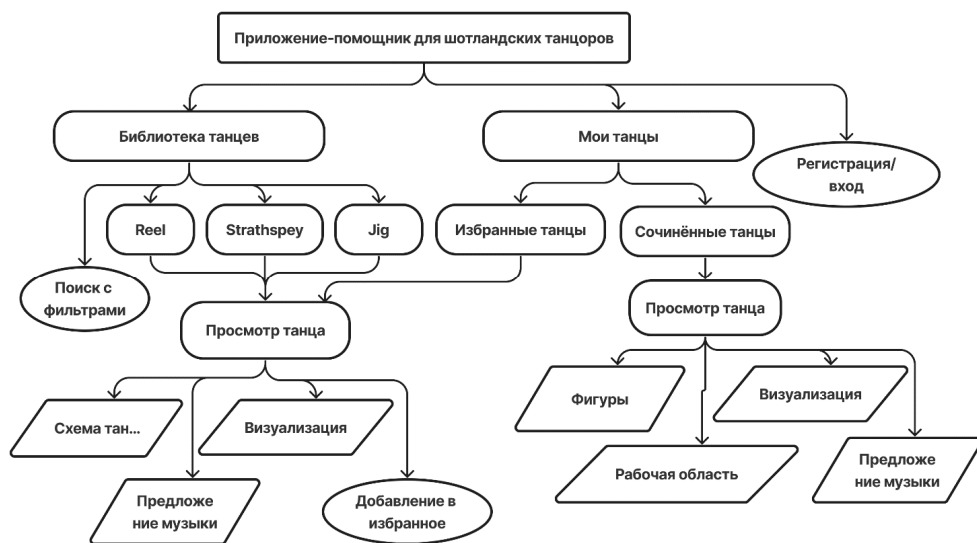 Приложение-помощник для шотландских танцоров
Библиотека танцев
Мои танцы
Регистрация/
вход
Reel
Strathspey
Jig
Избранные танцы
Сочинённые танцы
Поиск с
фильтрами
Просмотр танца
Просмотр танца
Схема тан...
Визуализация
Фигуры
Визуализация
Предложе
ние музыки
Добавление в
избранное
Рабочая область
Предложе
ние музыки